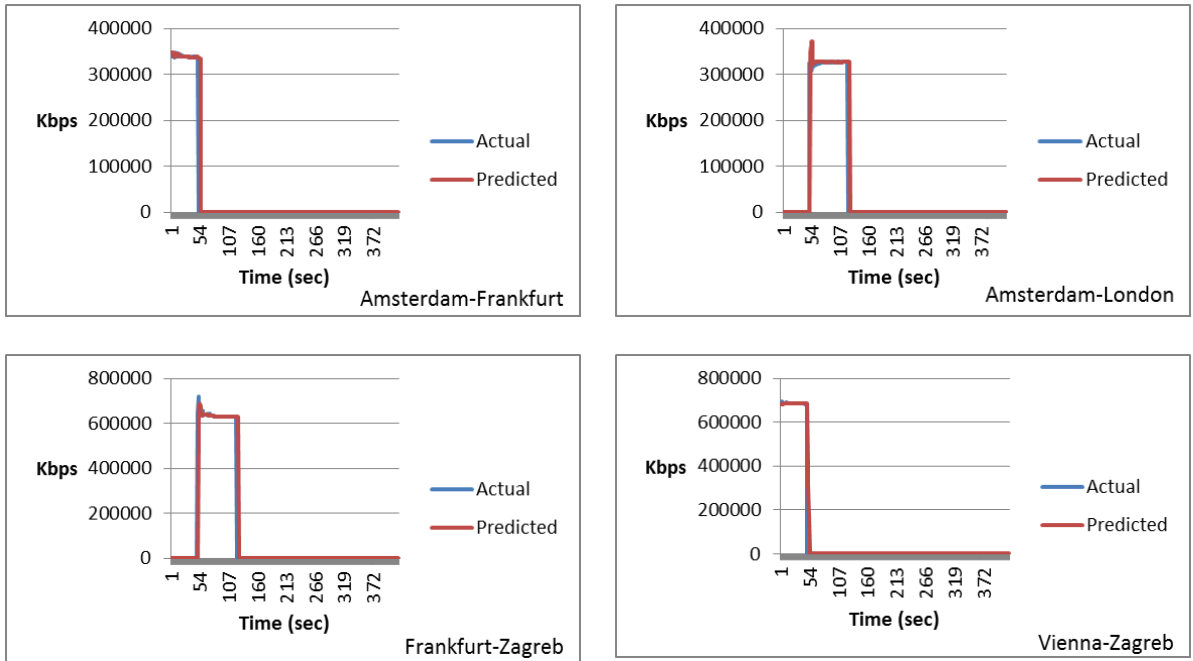 400000
300000
Kbps
200000
100000
0
1
54
107
160
213
266
319
372
Time (sec)
Actual
Predicted
Amsterdam-Frankfurt
400000
300000
Kbps
200000
100000
0
1
54
107
160
213
266
319
372
Time (sec)
Actual
Predicted
Amsterdam-London
800000
600000
Kbps
400000
200000
0
1
54
107
160
213
266
319
372
Time (sec)
Actual
Predicted
Frankfurt-Zagreb
800000
600000
Kbps
400000
200000
0
1
54
107
160
213
266
319
372
Time (sec)
Actual
Predicted
Vienna-Zagreb